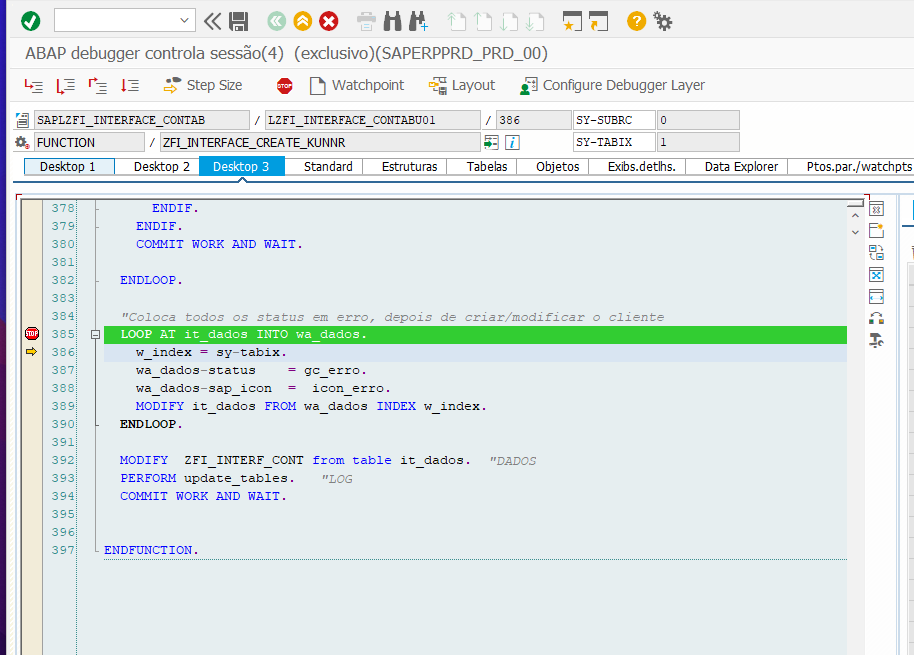 ABAP debugger controla sessão(4)  (exclusivo)(SAPERPPRD_PRD_00)
Step Size STOP Watchpoint Layout Configure Debugger Layer
SAPLZFI_INTERFACE_CONTAB / LZFI_INTERFACE_CONTABU01 / 386 SY-SUBRC 0
FUNCTION / ZFI_INTERFACE_CREATE_KUNNR SY-TABIX 1
Desktop 1 Desktop 2 Desktop 3 Standard Estruturas Tabelas Objetos Exibs.detlhs. Data Explorer Ptos.par./watchpts
378 ENDIF.
379 ENDIF.
380 COMMIT WORK AND WAIT.
381
382 ENDLOOP.
383
384 "Coloca todos os status em erro, depois de criar/modificar o cliente
STOP 385 LOOP AT it_dados INTO wa_dados.
386 w_index = sy-tabix.
387 wa_dados-status    = gc_erro.
388 wa_dados-sap_icon  =  icon_erro.
389 MODIFY it_dados FROM wa_dados INDEX w_index.
390 ENDLOOP.
391
392 MODIFY  ZFI_INTERF_CONT from table it_dados.  "DADOS
393 PERFORM update_tables.   "LOG
394 COMMIT WORK AND WAIT.
395
396
397 ENDFUNCTION.